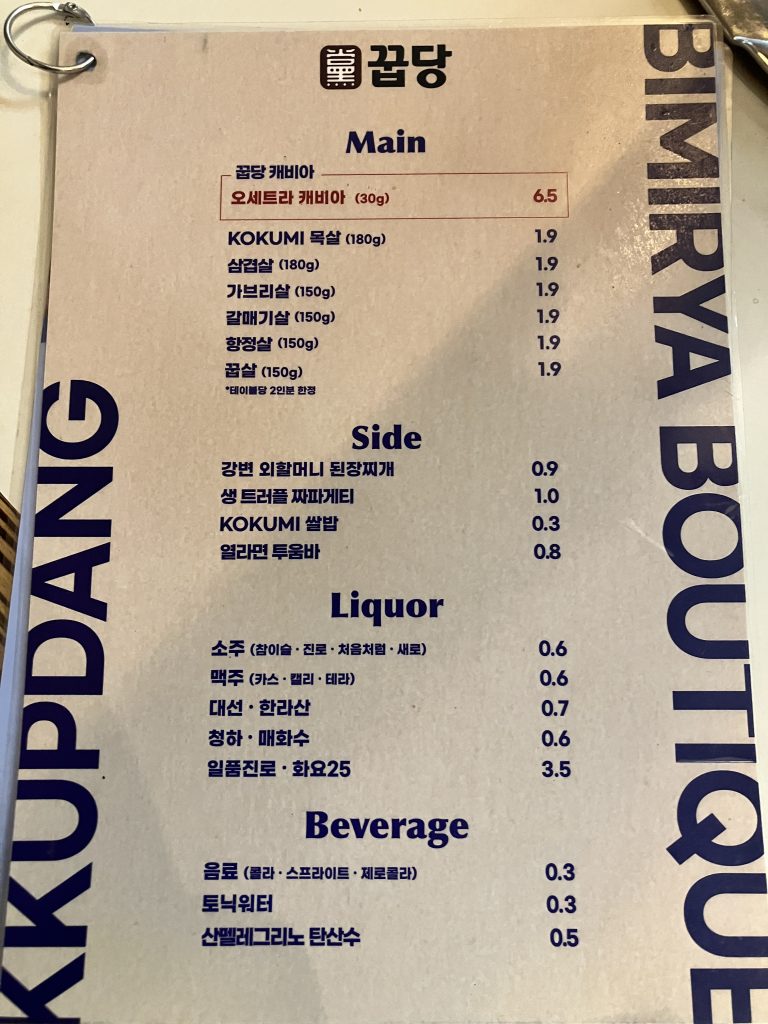 黨 꿉당
BIMIRYA BOUTIQUE
KKUPDANG
Main
꿉당 캐비아
오세트라 캐비아 (30g) 6.5
KOKUMI 목살 (180g) 1.9
삼겹살 (180g) 1.9
가브리살 (150g) 1.9
갈매기살 (150g) 1.9
항정살 (150g) 1.9
꿉살 (150g) 1.9
*테이블당 2인분 한정
Side
강변 외할머니 된장찌개 0.9
생 트러플 짜파게티 1.0
KOKUMI 쌀밥 0.3
열라면 투움바 0.8
Liquor
소주 (참이슬 · 진로 · 처음처럼 · 새로) 0.6
맥주 (카스 · 켈리 · 테라) 0.6
대선 · 한라산 0.7
청하 · 매화수 0.6
일품진로 · 화요25 3.5
Beverage
음료 (콜라 · 스프라이트 · 제로콜라) 0.3
토닉워터 0.3
산펠레그리노 탄산수 0.5